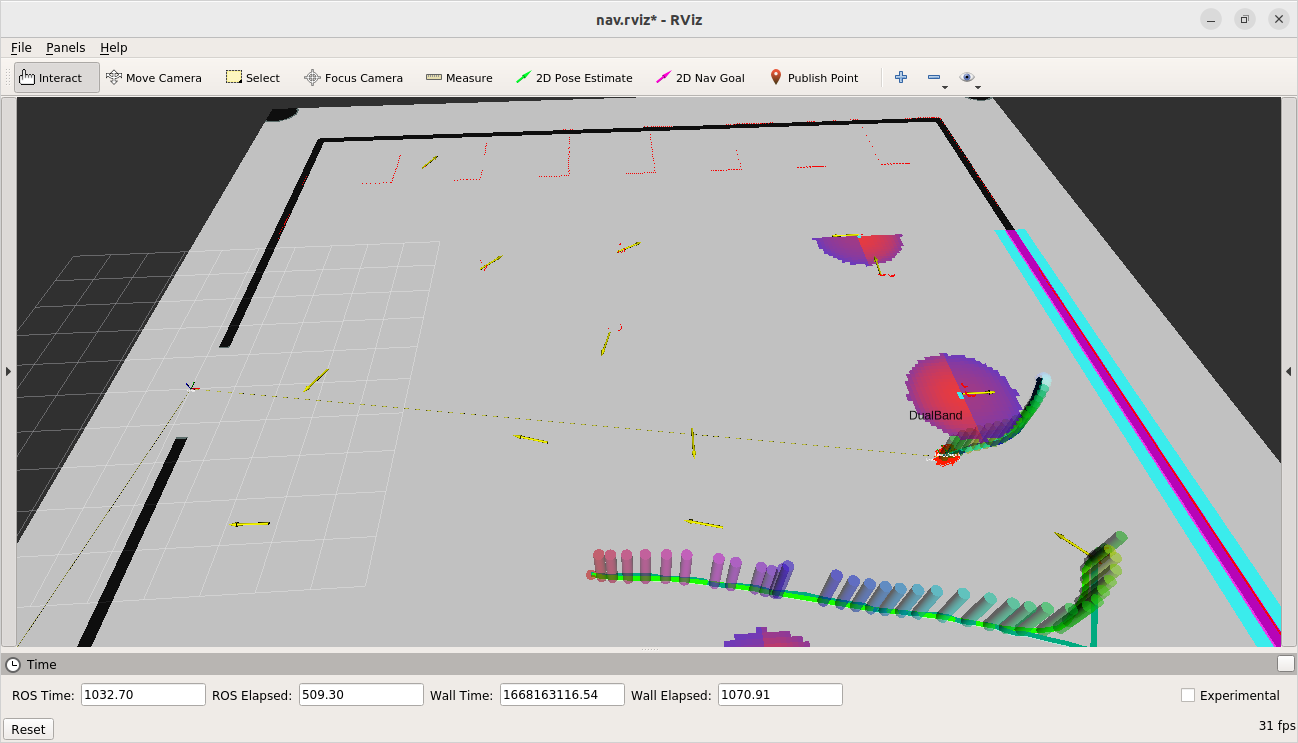 nav.rviz* - RViz
File Panels Help
Interact Move Camera Select Focus Camera Measure 2D Pose Estimate 2D Nav Goal Publish Point
DualBand
Time
ROS Time: 1032.70 ROS Elapsed: 509.30 Wall Time: 1668163116.54 Wall Elapsed: 1070.91 Experimental
Reset 31 fps